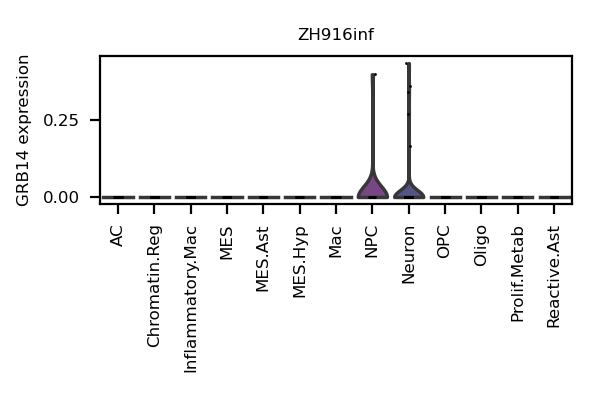 ZH916inf
GRB14 expression
0.25
0.00
AC
Chromatin.Reg
Inflammatory.Mac
MES
MES.Ast
MES.Hyp
Mac
NPC
Neuron
OPC
Oligo
Prolif.Metab
Reactive.Ast